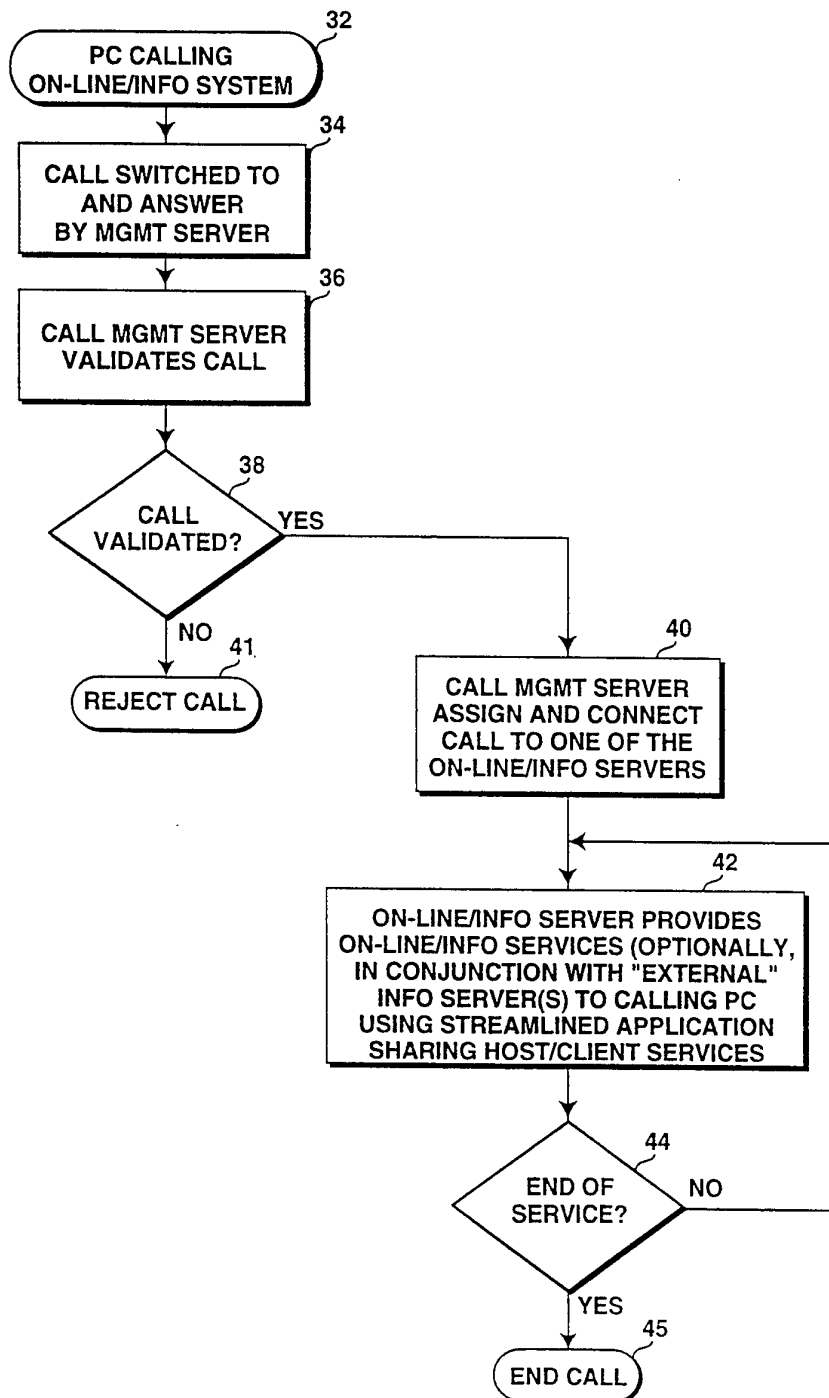 32
PC CALLING
ON-LINE/INFO SYSTEM
34
CALL SWITCHED TO
AND ANSWER
BY MGMT SERVER
36
CALL MGMT SERVER
VALIDATES CALL
38
CALL
VALIDATED?
YES
NO
41
REJECT CALL
40
CALL MGMT SERVER
ASSIGN AND CONNECT
CALL TO ONE OF THE
ON-LINE/INFO SERVERS
42
ON-LINE/INFO SERVER PROVIDES
ON-LINE/INFO SERVICES (OPTIONALLY,
IN CONJUNCTION WITH "EXTERNAL"
INFO SERVER(S) TO CALLING PC
USING STREAMLINED APPLICATION
SHARING HOST/CLIENT SERVICES
44
END OF
SERVICE?
NO
YES
45
END CALL